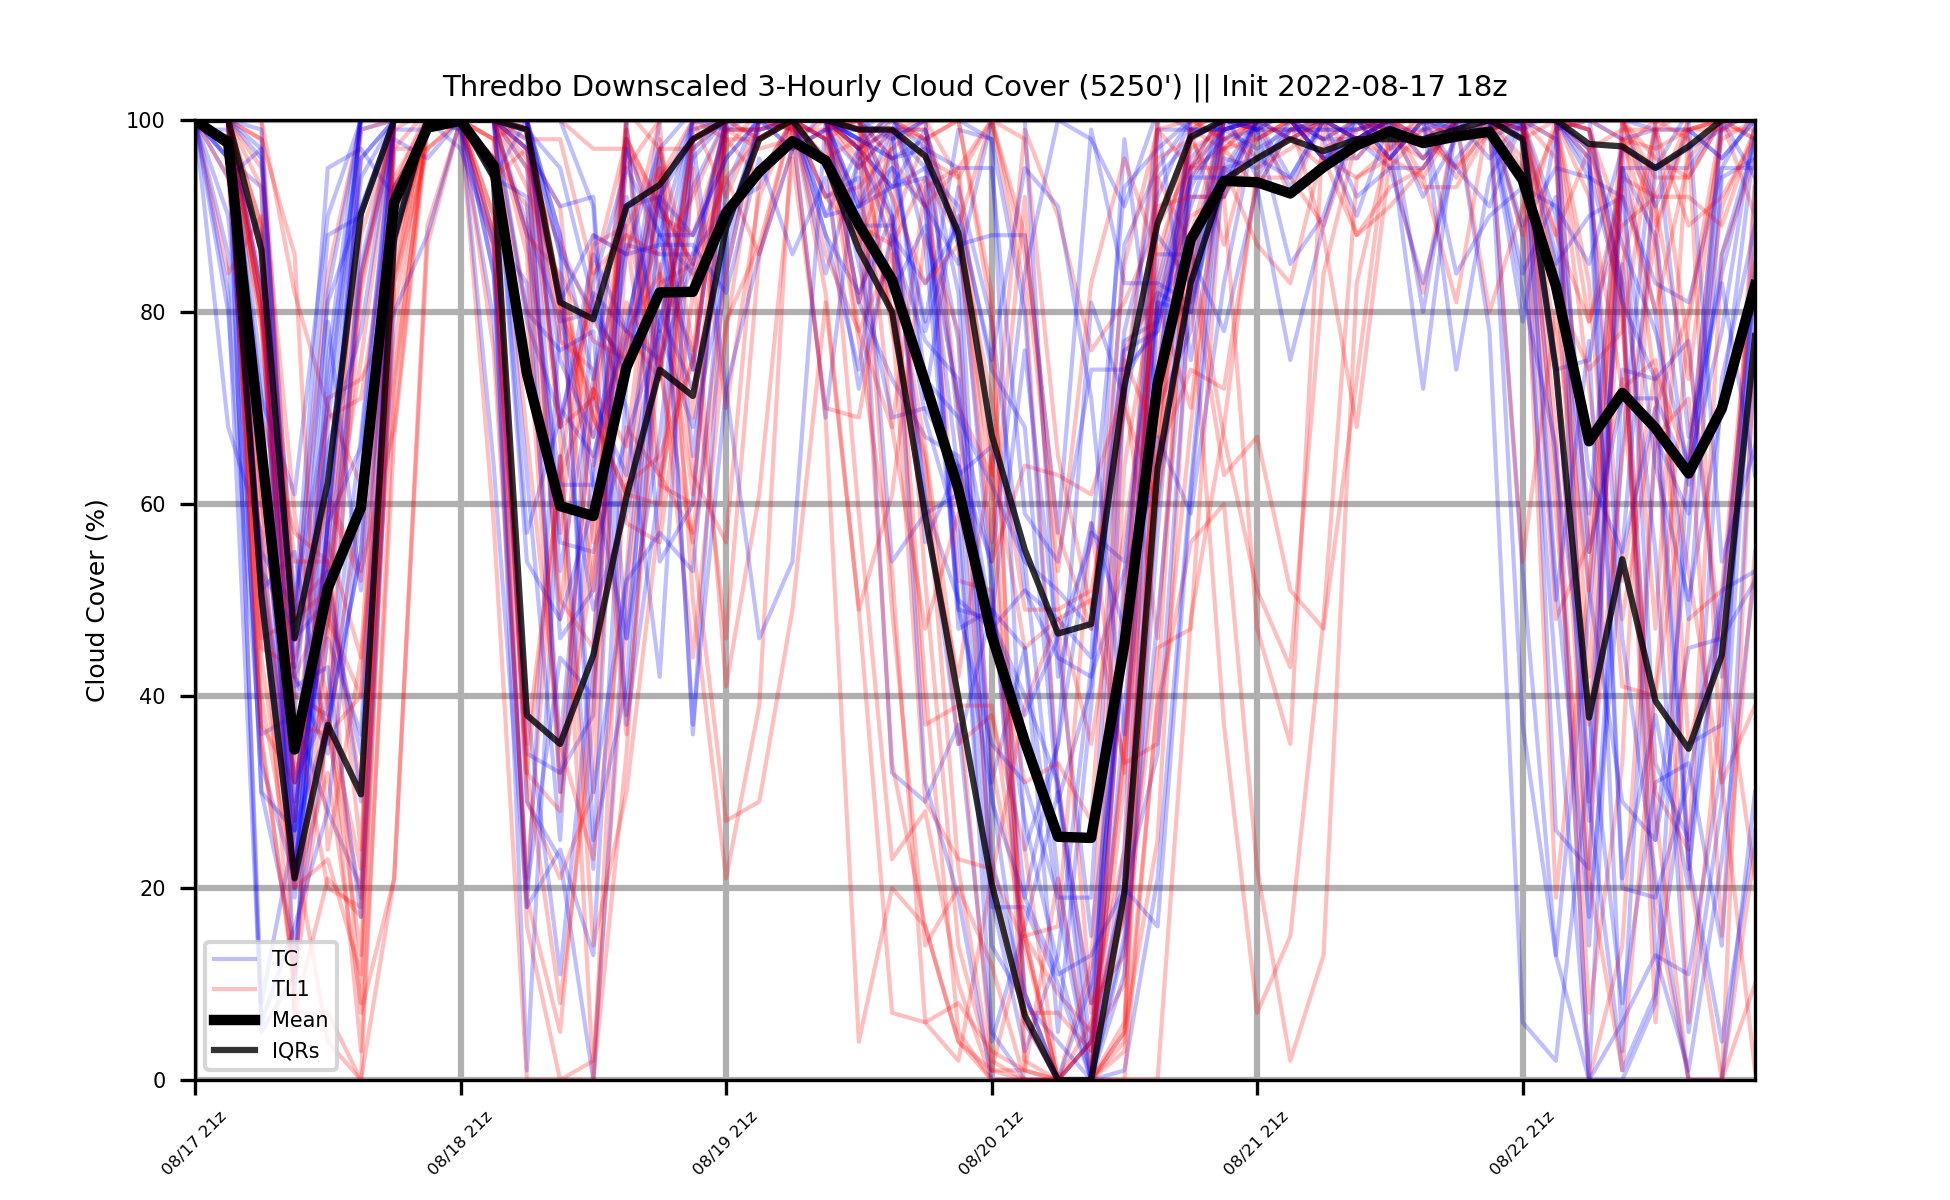 Thredbo Downscaled 3-Hourly Cloud Cover (5250') || Init 2022-08-17 18z
Cloud Cover (%)
100
80
60
40
20
0
TC
TL1
Mean
IQRs
08/17 21z
08/18 21z
08/19 21z
08/20 21z
08/21 21z
08/22 21z